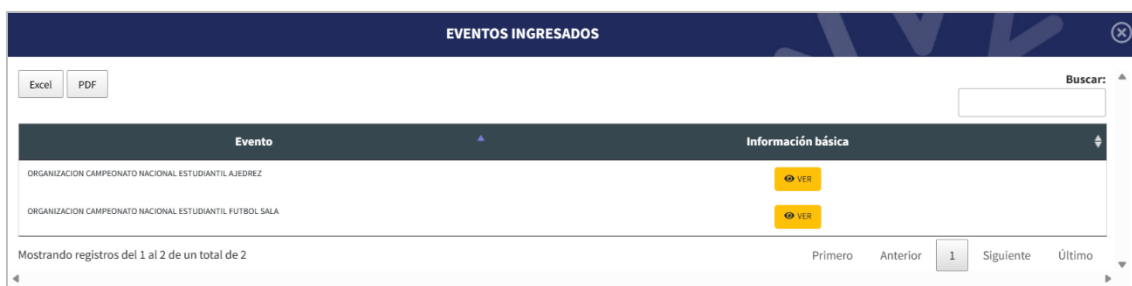 EVENTOS INGRESADOS
Excel PDF
Buscar:
Evento Información básica
ORGANIZACION CAMPEONATO NACIONAL ESTUDIANTIL AJEDREZ VER
ORGANIZACION CAMPEONATO NACIONAL ESTUDIANTIL FUTBOL SALA VER
Mostrando registros del 1 al 2 de un total de 2 Primero Anterior 1 Siguiente Último